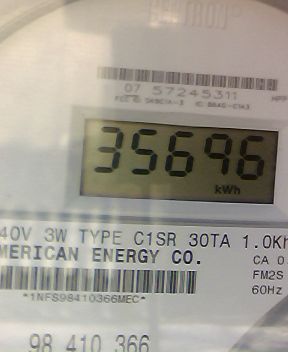 07 57245311
35696
kWh
40V 3W TYPE C1SR 30TA 1.0Kh
MERICAN ENERGY CO.
CA 0
FM2S
60Hz
*1NFS98410366MEC*
98 410 366